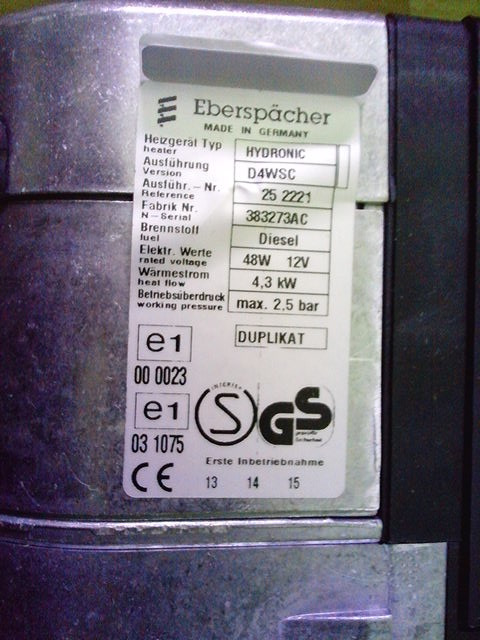 Eberspächer
MADE IN GERMANY
Heizgerät Typ HYDRONIC
heater
Ausführung D4WSC
Version
Ausführ.-Nr. 25 2221
Reference
Fabrik Nr. 383273AC
N-Serial
Brennstoff Diesel
fuel
Elektr. Werte 48W 12V
rated voltage
Wärmestrom 4,3 kW
heat flow
Betriebsüberdruck max. 2,5 bar
working pressure
e1 DUPLIKAT
00 0023
e1
03 1075
S
GS
geprüfte
Sicherheit
Erste Inbetriebnahme
CE 13 14 15